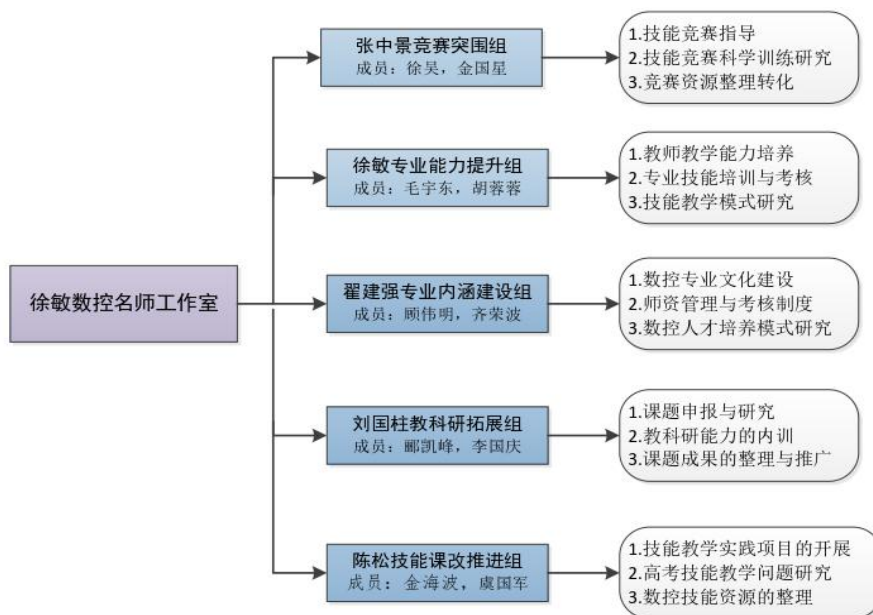 徐敏数控名师工作室
张中景竞赛突围组
成员：徐吴，金国星
1.技能竞赛指导
2.技能竞赛科学训练研究
3.竞赛资源整理转化
徐敏专业能力提升组
成员：毛宇东，胡蓉蓉
1.教师教学能力培养
2.专业技能培训与考核
3.技能教学模式研究
翟建强专业内涵建设组
成员：顾伟明，齐荣波
1.数控专业文化建设
2.师资管理与考核制度
3.数控人才培养模式研究
刘国柱教科研拓展组
成员：郦凯峰，李国庆
1.课题申报与研究
2.教科研能力的内训
3.课题成果的整理与推广
陈松技能课改推进组
成员：金海波，虞国军
1.技能教学实践项目的开展
2.高考技能教学问题研究
3.数控技能资源的整理